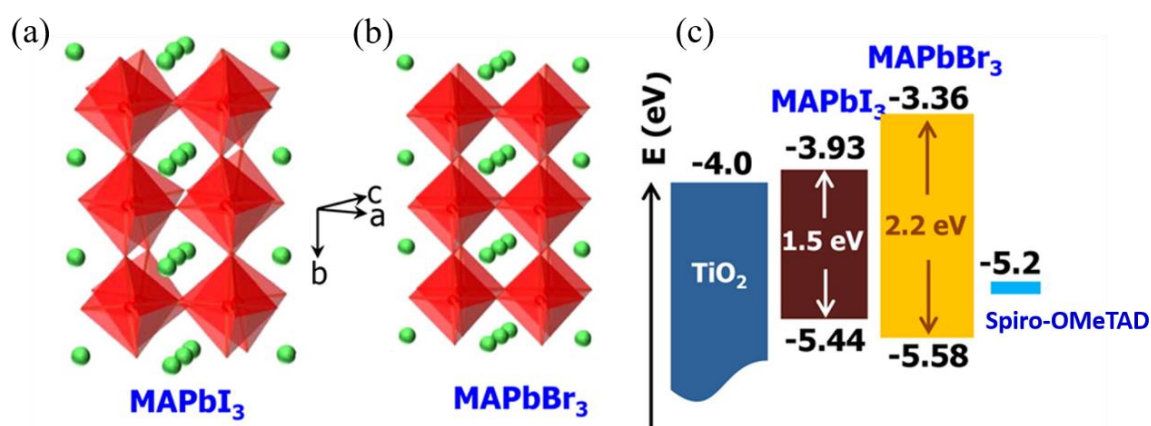 (a)
(b)
(c)
MAPbI₃
MAPbBr₃
c
a
b
E (eV)
MAPbBr₃
-3.36
MAPbI₃
-3.93
-4.0
1.5 eV
2.2 eV
TiO₂
-5.2
Spiro-OMeTAD
-5.44
-5.58